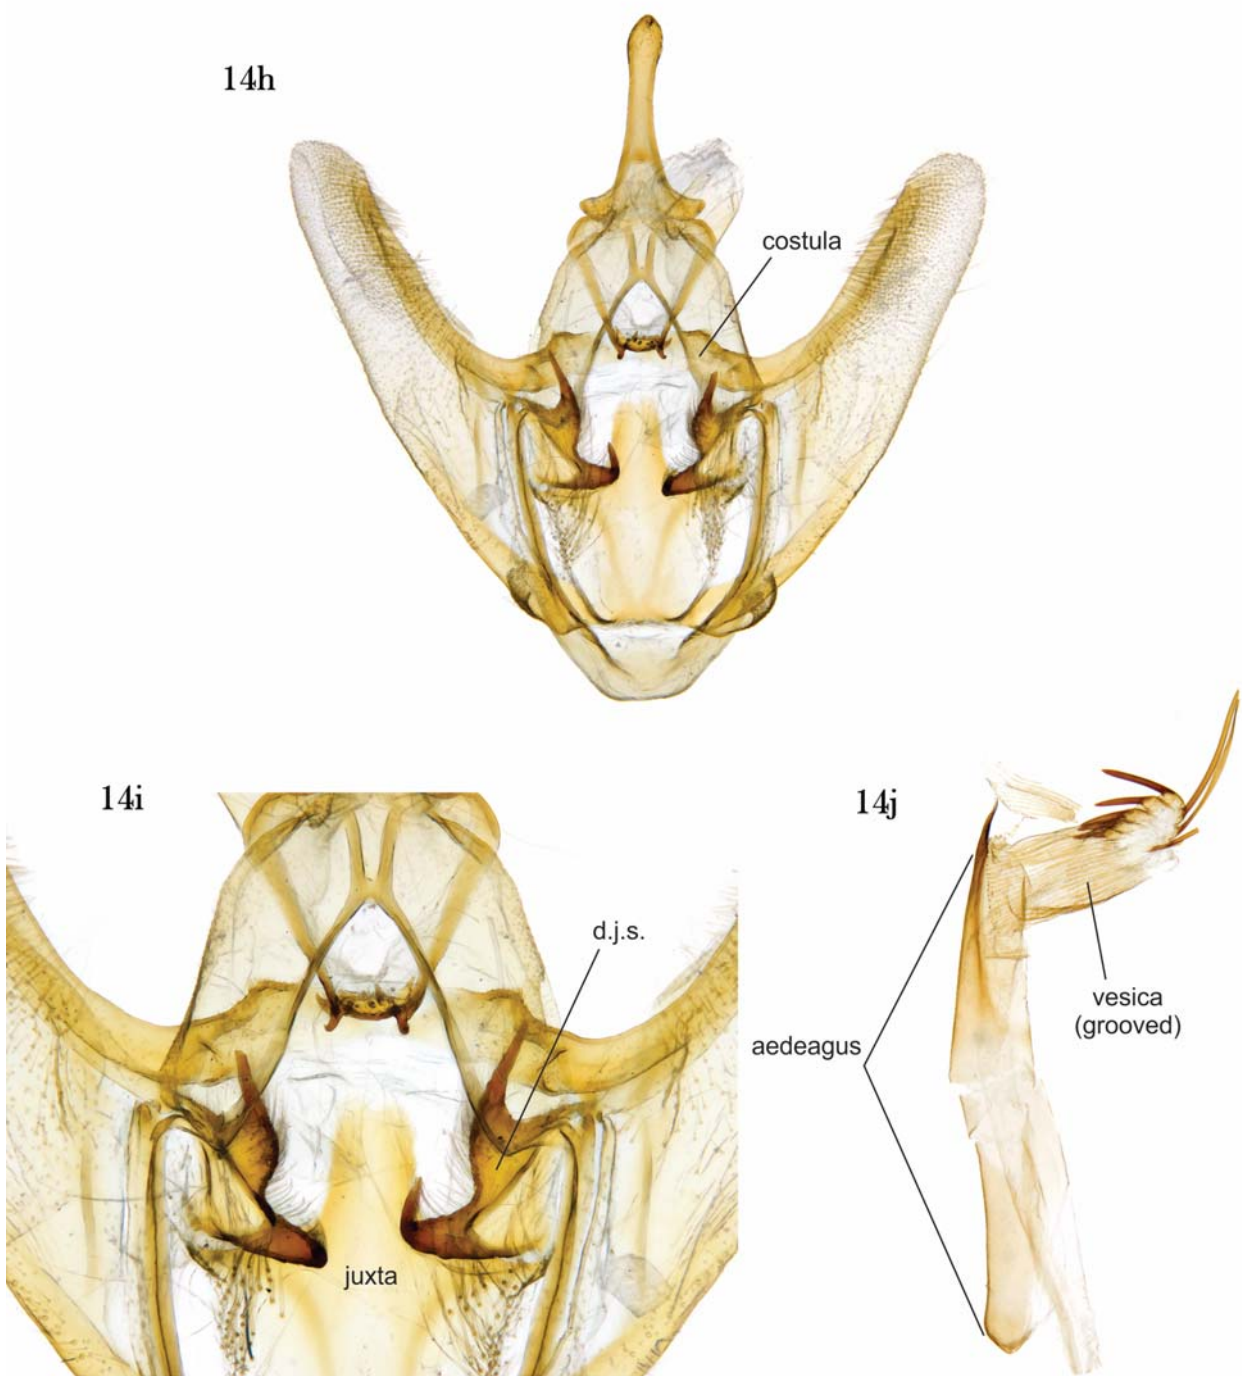 14h
costula
14i
d.j.s.
juxta
14j
aedeagus
vesica
(grooved)